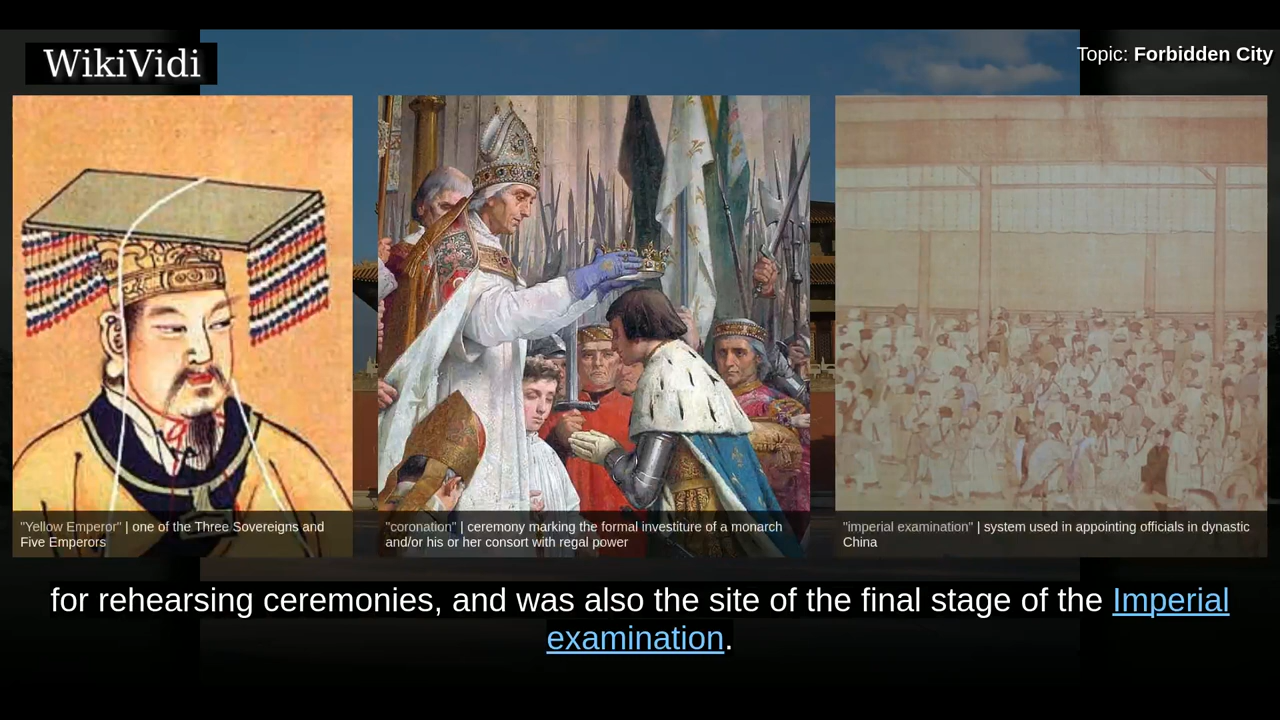 WikiVidi
Topic: Forbidden City
"Yellow Emperor" | one of the Three Sovereigns and
Five Emperors
"coronation" | ceremony marking the formal investiture of a monarch
and/or his or her consort with regal power
"imperial examination" | system used in appointing officials in dynastic
China
for rehearsing ceremonies, and was also the site of the final stage of the Imperial
examination.